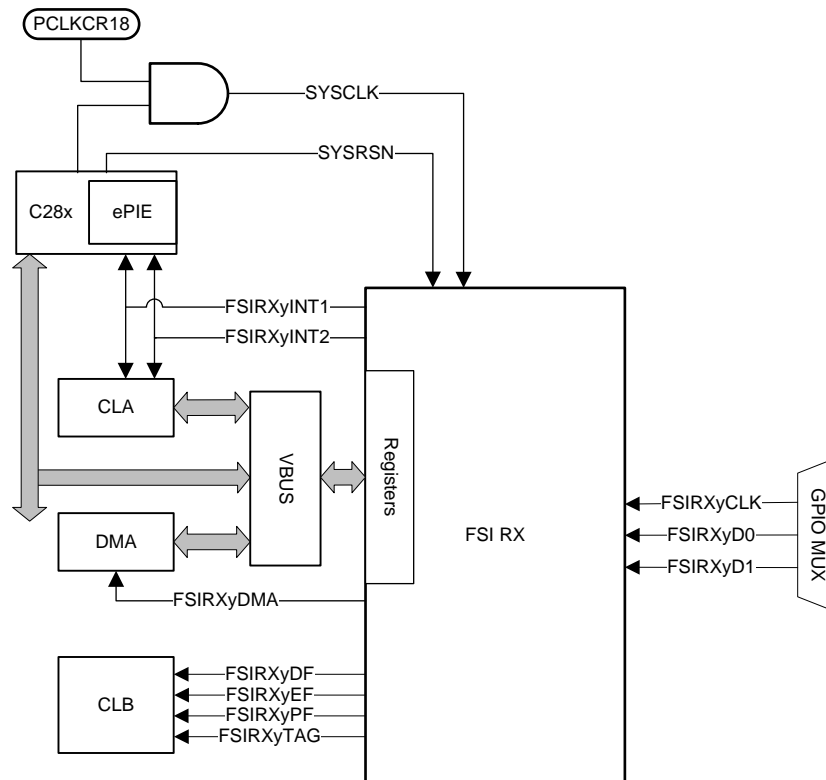 PCLKCR18
SYSCLK
SYSRSN
C28x
ePIE
FSIRXyINT1
FSIRXyINT2
CLA
VBUS
Registers
FSI RX
FSIRXyCLK
FSIRXyD0
FSIRXyD1
GPIO MUX
DMA
FSIRXyDMA
CLB
FSIRXyDF
FSIRXyEF
FSIRXyPF
FSIRXyTAG